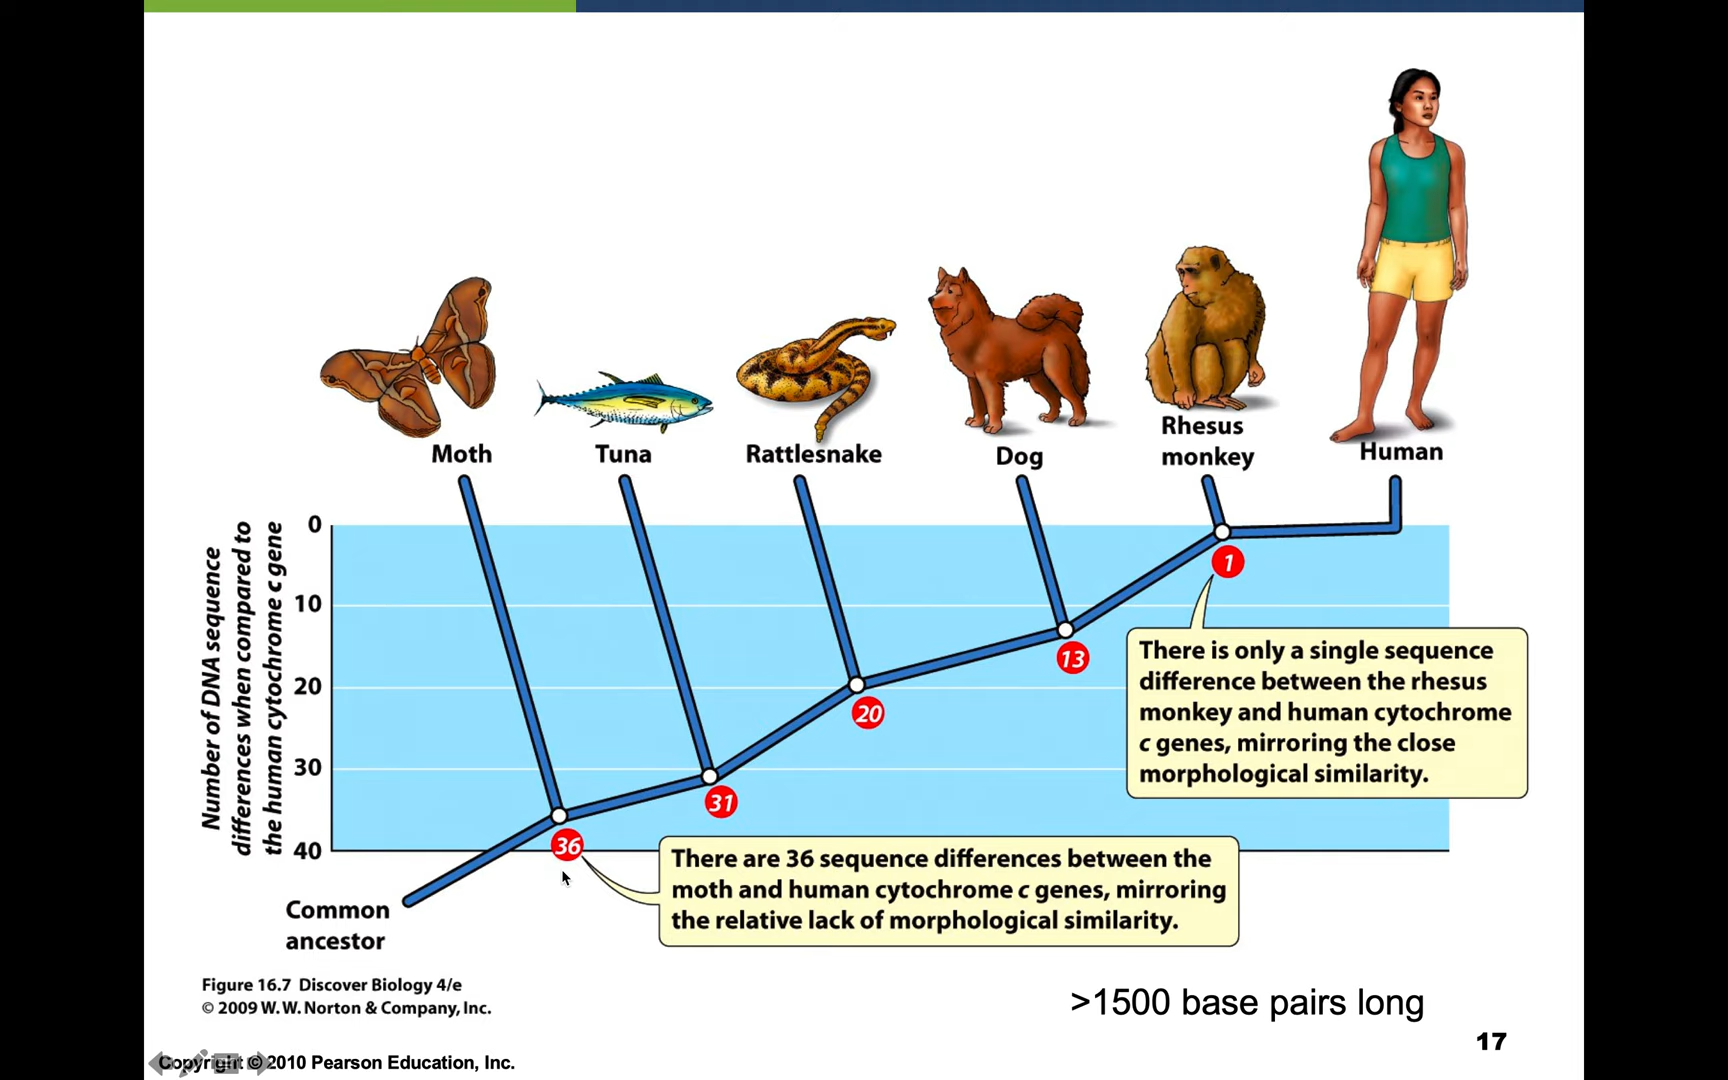 Moth
Tuna
Rattlesnake
Dog
Rhesus
monkey
Human
Number of DNA sequence
differences when compared to
the human cytochrome c gene
0
10
20
30
40
1
13
20
31
36
There is only a single sequence
difference between the rhesus
monkey and human cytochrome
c genes, mirroring the close
morphological similarity.
There are 36 sequence differences between the
moth and human cytochrome c genes, mirroring
the relative lack of morphological similarity.
Common
ancestor
Figure 16.7 Discover Biology 4/e
© 2009 W. W. Norton & Company, Inc.
>1500 base pairs long
17
Copyright © 2010 Pearson Education, Inc.